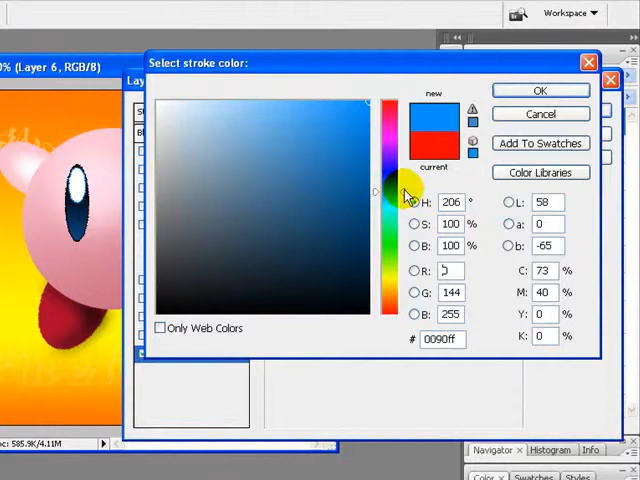 Workspace
0% (Layer 6, RGB/8)
Lay
Select stroke color:
new
current
OK
Cancel
Add To Swatches
Color Libraries
H: 206 °
S: 100 %
B: 100 %
R:
G: 144
B: 255
# 0090ff
L: 58
a: 0
b: -65
C: 73 %
M: 40 %
Y: 0 %
K: 0 %
Only Web Colors
oc: 585.9K/4.11M
Navigator
Histogram
Info
Color
Swatches
Styles